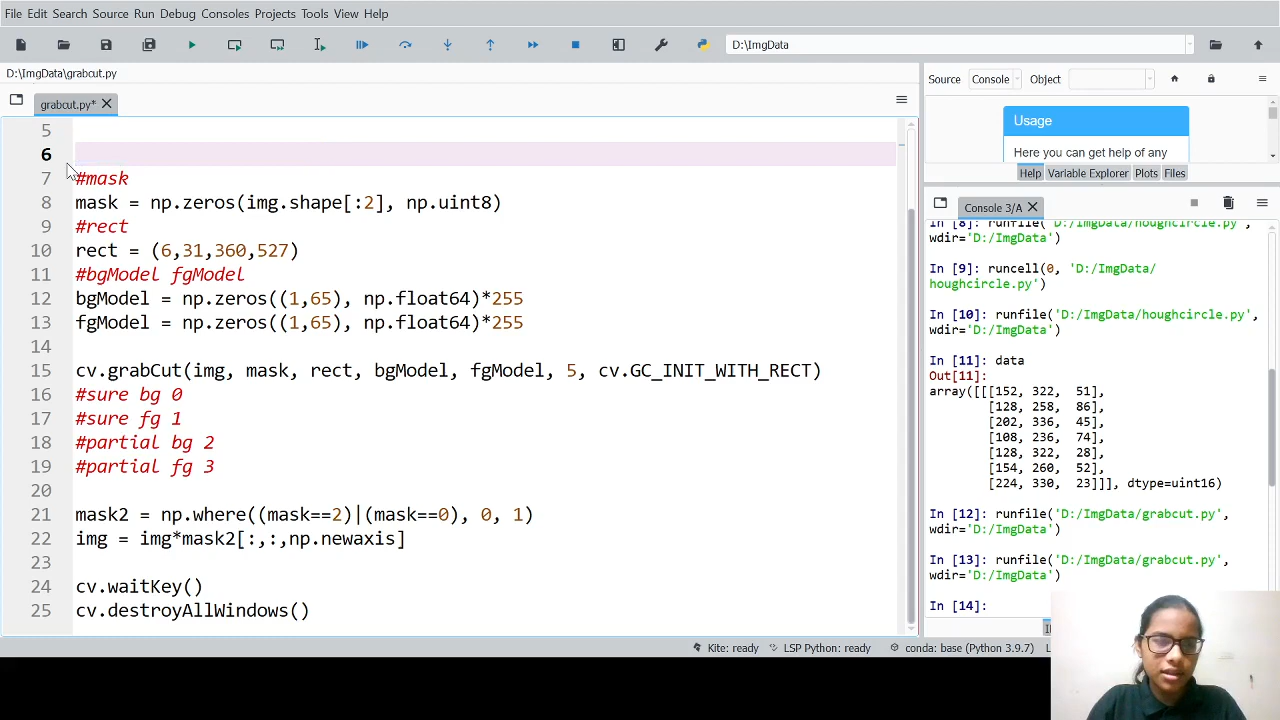 File Edit Search Source Run Debug Consoles Projects Tools View Help
D:\ImgData
D:\ImgData\grabcut.py
grabcut.py*
5
6
7 #mask
8 mask = np.zeros(img.shape[:2], np.uint8)
9 #rect
10 rect = (6,31,360,527)
11 #bgModel fgModel
12 bgModel = np.zeros((1,65), np.float64)*255
13 fgModel = np.zeros((1,65), np.float64)*255
14
15 cv.grabCut(img, mask, rect, bgModel, fgModel, 5, cv.GC_INIT_WITH_RECT)
16 #sure bg 0
17 #sure fg 1
18 #partial bg 2
19 #partial fg 3
20
21 mask2 = np.where((mask==2)|(mask==0), 0, 1)
22 img = img*mask2[:,:,np.newaxis]
23
24 cv.waitKey()
25 cv.destroyAllWindows()
Source Console Object
Usage
Here you can get help of any
Help Variable Explorer Plots Files
Console 3/A
In [8]: runfile('D:/ImgData/houghcircle.py',
wdir='D:/ImgData')
In [9]: runcell(0, 'D:/ImgData/
houghcircle.py')
In [10]: runfile('D:/ImgData/houghcircle.py',
wdir='D:/ImgData')
In [11]: data
Out[11]:
array([[[152, 322, 51],
[128, 258, 86],
[202, 336, 45],
[108, 236, 74],
[128, 322, 28],
[154, 260, 52],
[224, 330, 23]]], dtype=uint16)
In [12]: runfile('D:/ImgData/grabcut.py',
wdir='D:/ImgData')
In [13]: runfile('D:/ImgData/grabcut.py',
wdir='D:/ImgData')
In [14]:
Kite: ready LSP Python: ready conda: base (Python 3.9.7)